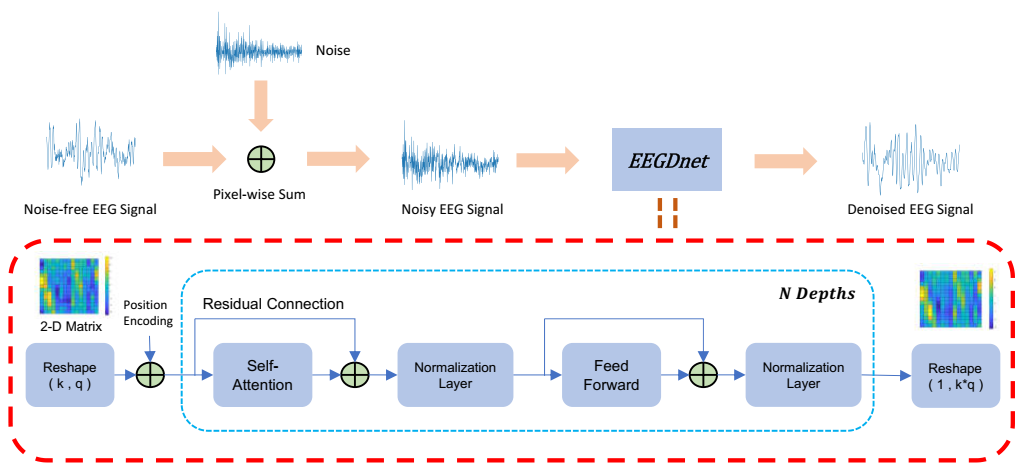 Noise
Pixel-wise Sum
EEGDnet
Noise-free EEG Signal
Noisy EEG Signal
Denoised EEG Signal
2-D Matrix
Position
Encoding
Residual Connection
N Depths
Reshape
( k , q )
Self-
Attention
Normalization
Layer
Feed
Forward
Normalization
Layer
Reshape
( 1, k*q )